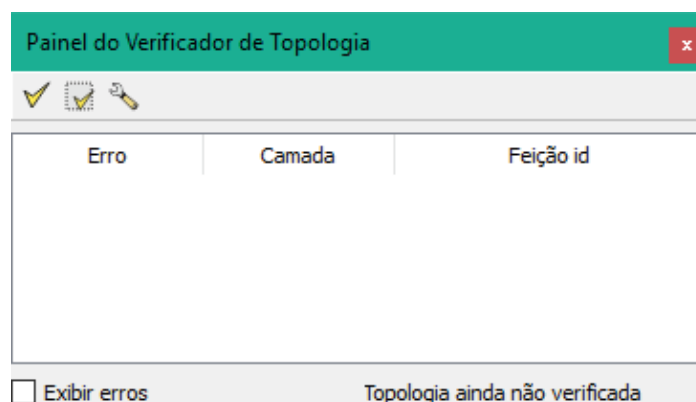 Painel do Verificador de Topologia
x
Erro Camada Feição id
Exibir erros Topologia ainda não verificada